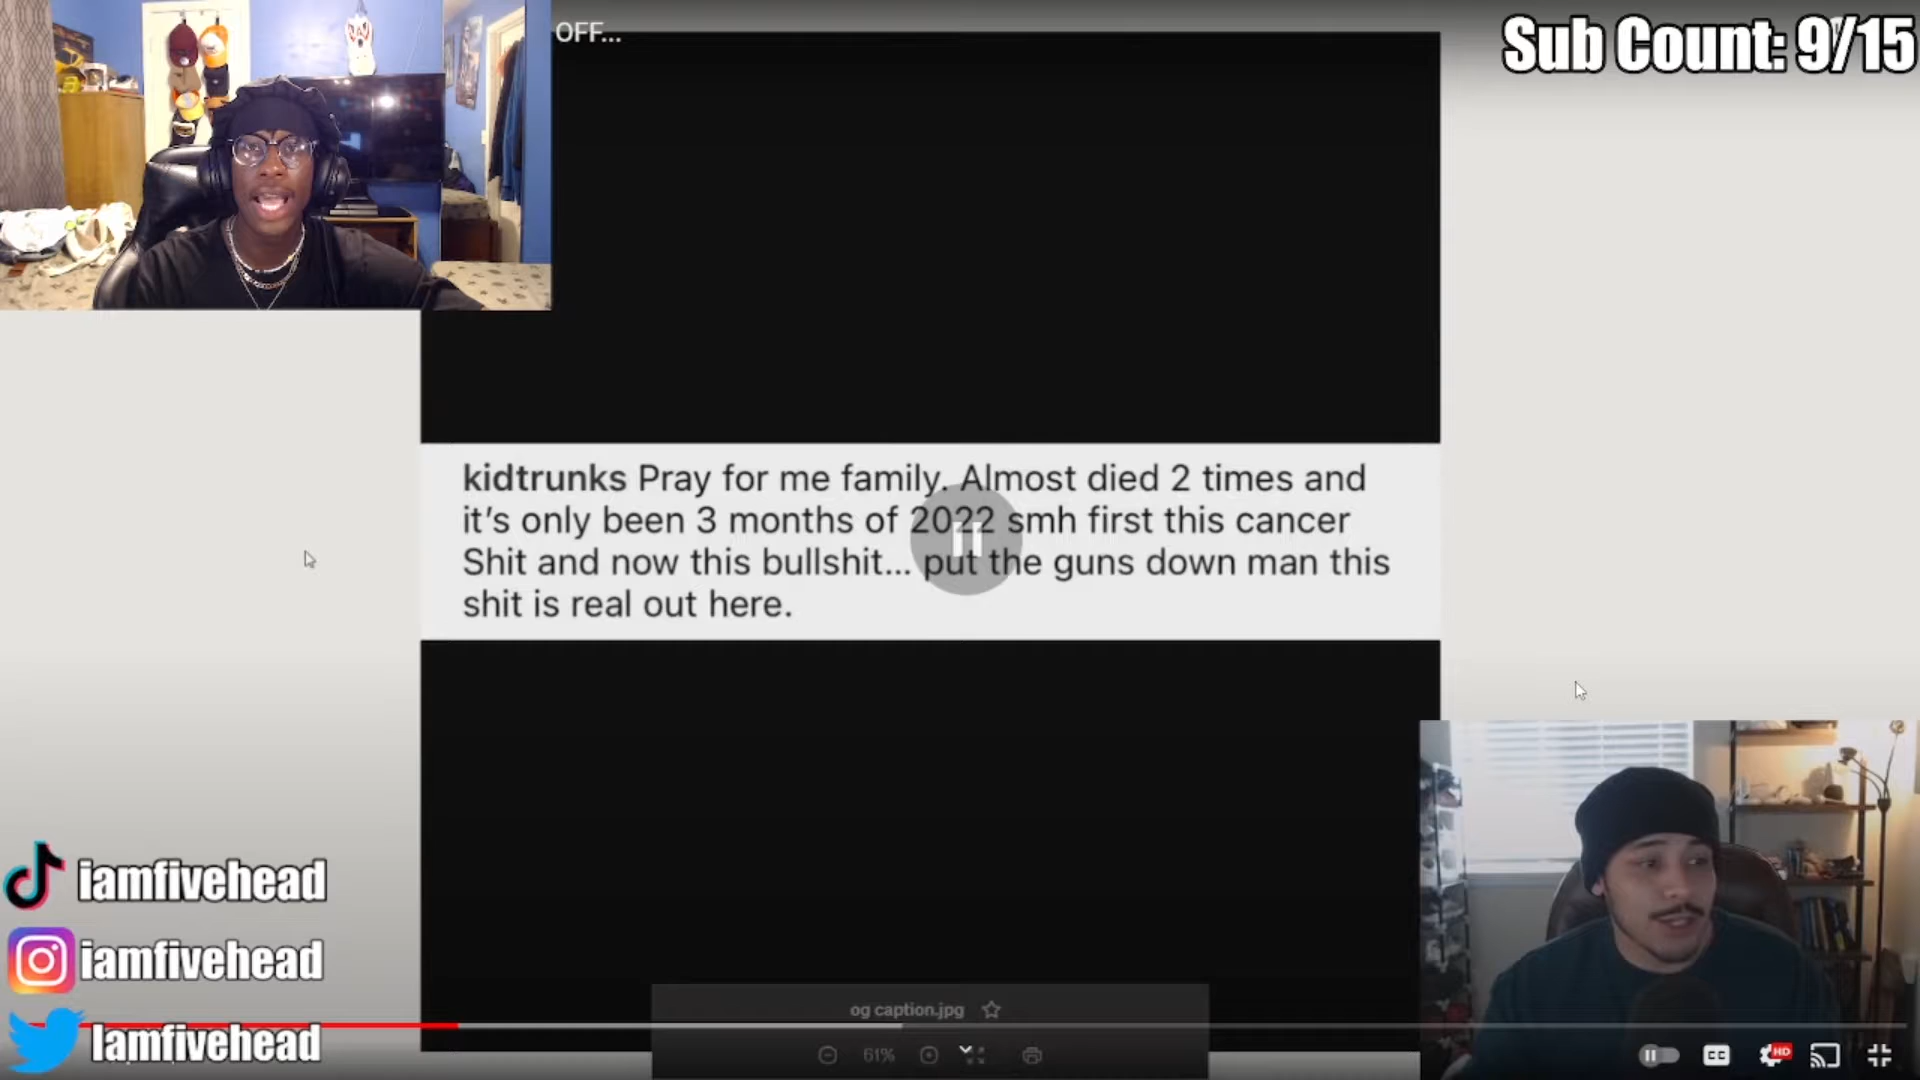 OFF...
Sub Count: 9/15
kidtrunks Pray for me family. Almost died 2 times and
it's only been 3 months of 2022 smh first this cancer
Shit and now this bullshit... put the guns down man this
shit is real out here.
iamfivehead
iamfivehead
Iamfivehead
og caption.jpg
61%
CC
HD